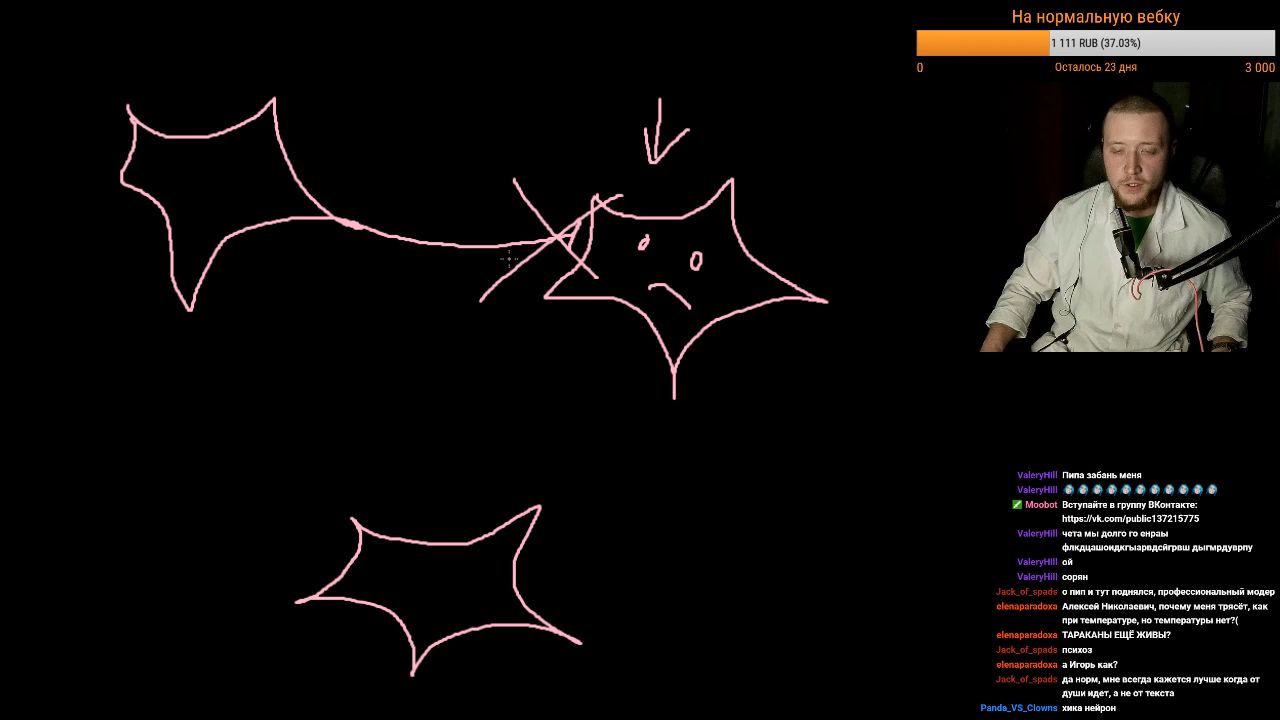 На нормальную вебку
1 111 RUB (37.03%)
0 Осталось 23 дня 3 000
ValeryHill Пипа забань меня
ValeryHill
Moobot Вступайте в группу ВКонтакте:
https://vk.com/public137215775
ValeryHill чета мы долго го енраы
флкдцашоидкгыарвдсйгрвш дыгмрдуврпу
ValeryHill ой
ValeryHill сорян
Jack_of_spads о пип и тут поднялся, профессиональный модер
elenaparadoxa Алексей Николаевич, почему меня трясёт, как
при температуре, но температуры нет?(
elenaparadoxa ТАРАКАНЫ ЕЩЁ ЖИВЫ?
Jack_of_spads психоз
elenaparadoxa а Игорь как?
Jack_of_spads да норм, мне всегда кажется лучше когда от
души идет, а не от текста
Panda_VS_Clowns хика нейрон